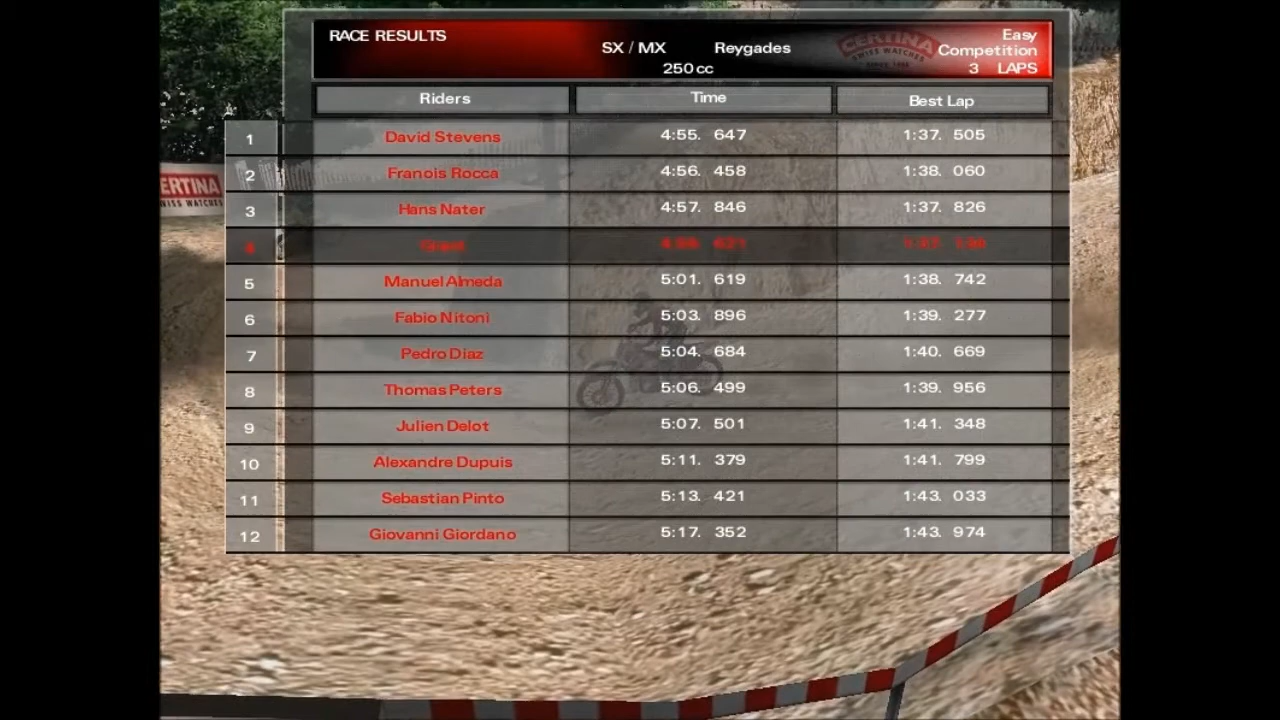 RACE RESULTS
SX / MX Reygades
250 cc
CERTINA
SWISS WATCHES
Easy
Competition
3 LAPS
Riders Time Best Lap
1 David Stevens 4:55. 647 1:37. 505
2 Franois Rocca 4:56. 458 1:38. 060
3 Hans Nater 4:57. 846 1:37. 826
4
5 Manuel Almeda 5:01. 619 1:38. 742
6 Fabio Nitoni 5:03. 896 1:39. 277
7 Pedro Diaz 5:04. 684 1:40. 669
8 Thomas Peters 5:06. 499 1:39. 956
9 Julien Delot 5:07. 501 1:41. 348
10 Alexandre Dupuis 5:11. 379 1:41. 799
11 Sebastian Pinto 5:13. 421 1:43. 033
12 Giovanni Giordano 5:17. 352 1:43. 974
ERTINA
WISS WATCHES